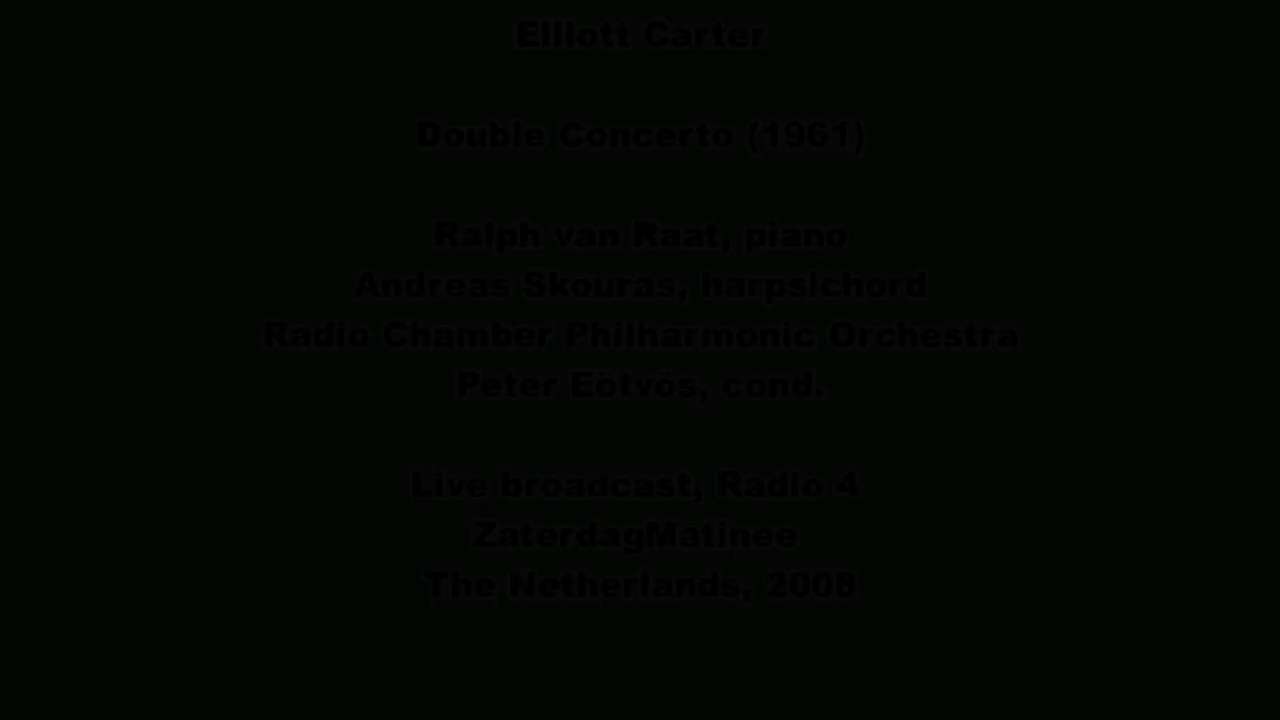 Elliott Carter
Double Concerto (1961)
Ralph van Raat, piano
Andreas Skouras, harpsichord
Radio Chamber Philharmonic Orchestra
Peter Eötvös, cond.
Live broadcast, Radio 4
ZaterdagMatinee
The Netherlands, 2008